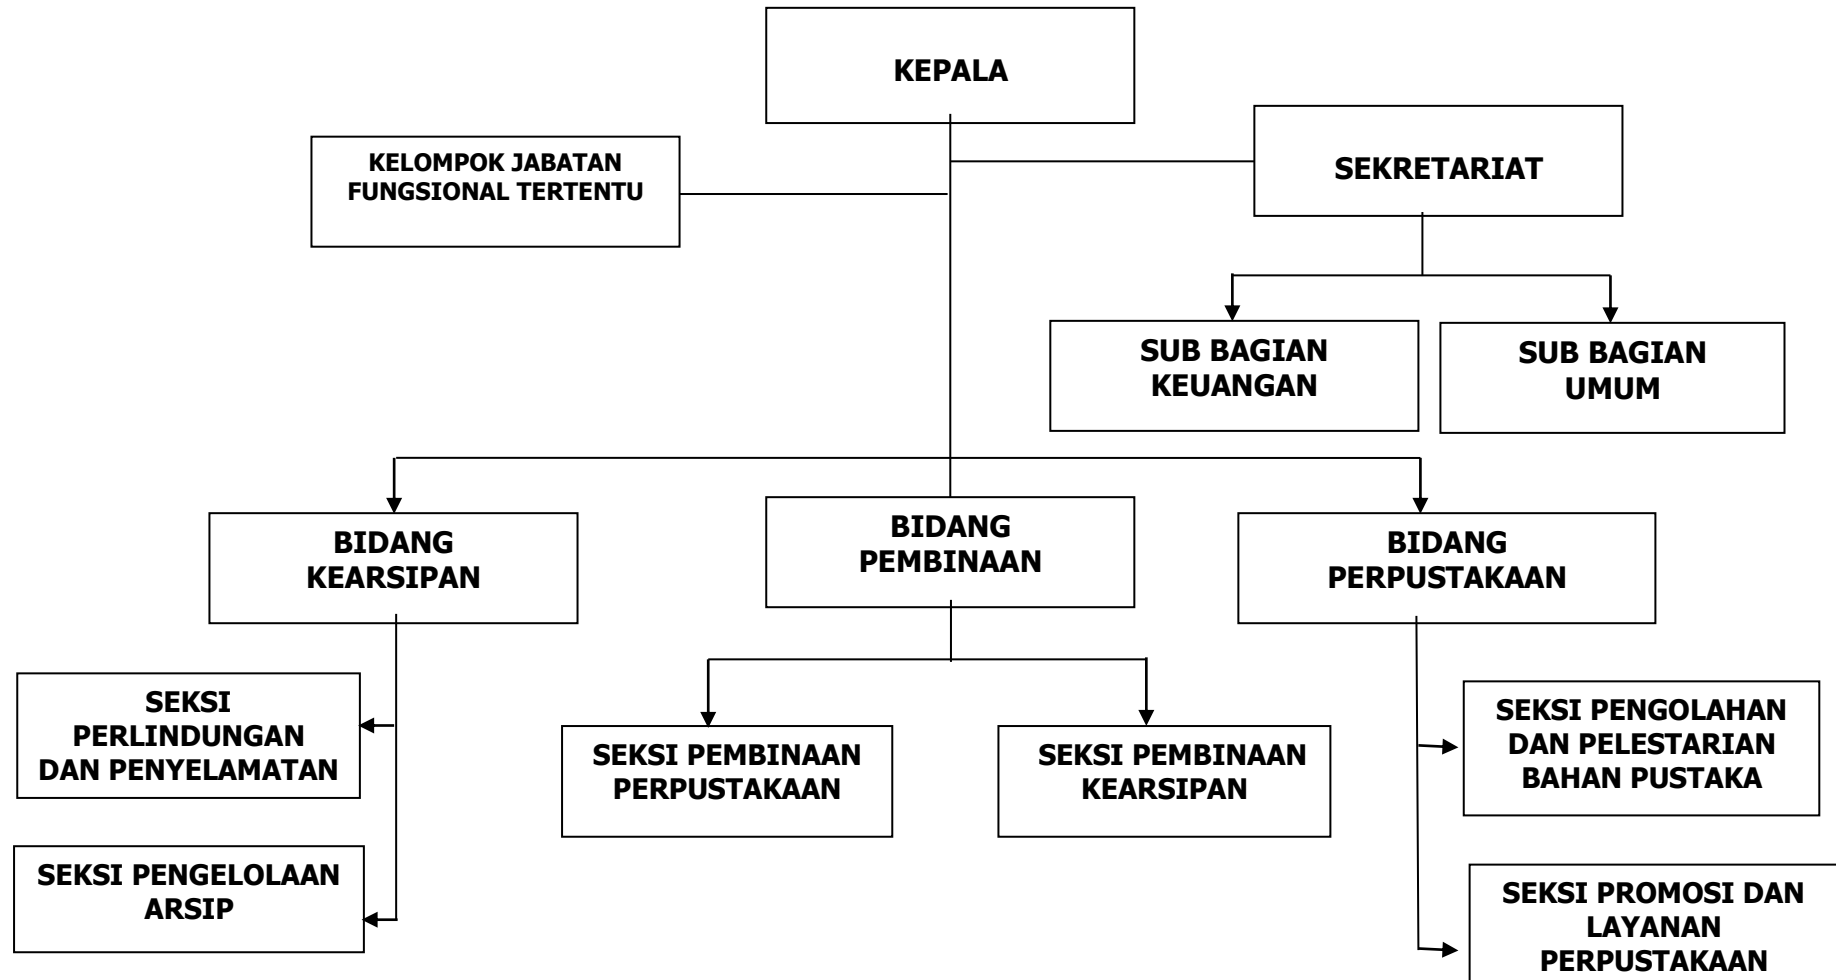 KEPALA
KELOMPOK JABATAN
FUNGSIONAL TERTENTU
SEKRETARIAT
SUB BAGIAN
KEUANGAN
SUB BAGIAN
UMUM
BIDANG
KEARSIPAN
BIDANG
PEMBINAAN
BIDANG
PERPUSTAKAAN
SEKSI
PERLINDUNGAN
DAN PENYELAMATAN
SEKSI PENGELOLAAN
ARSIP
SEKSI PEMBINAAN
PERPUSTAKAAN
SEKSI PEMBINAAN
KEARSIPAN
SEKSI PENGOLAHAN
DAN PELESTARIAN
BAHAN PUSTAKA
SEKSI PROMOSI DAN
LAYANAN
PERPUSTAKAAN